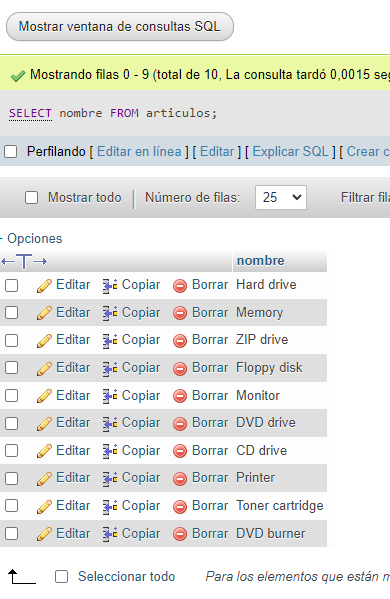 Mostrar ventana de consultas SQL
Mostrando filas 0 - 9 (total de 10, La consulta tardó 0,0015 seg
SELECT nombre FROM articulos;
Perfilando [ Editar en línea ] [ Editar ] [ Explicar SQL ] [ Crear c
Mostrar todo Número de filas: 25 Filtrar fila
+ Opciones
←T→ nombre
Editar Copiar Borrar Hard drive
Editar Copiar Borrar Memory
Editar Copiar Borrar ZIP drive
Editar Copiar Borrar Floppy disk
Editar Copiar Borrar Monitor
Editar Copiar Borrar DVD drive
Editar Copiar Borrar CD drive
Editar Copiar Borrar Printer
Editar Copiar Borrar Toner cartridge
Editar Copiar Borrar DVD burner
Seleccionar todo Para los elementos que están m